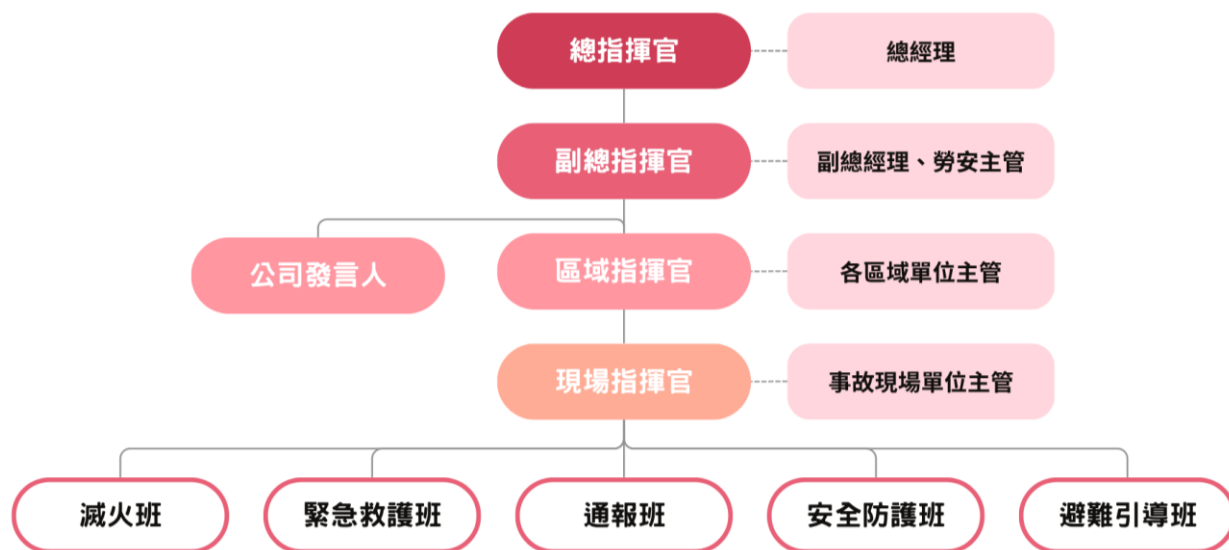 總指揮官
總經理
副總指揮官
副總經理、勞安主管
公司發言人
區域指揮官
各區域單位主管
現場指揮官
事故現場單位主管
滅火班
緊急救護班
通報班
安全防護班
避難引導班